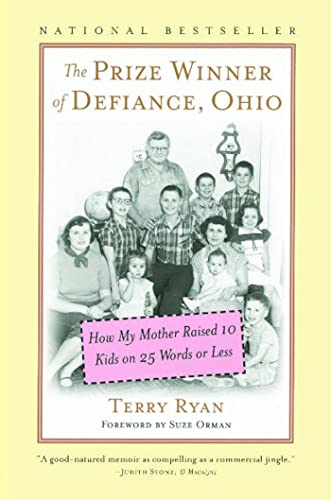 NATIONAL BESTSELLER
The PRIZE WINNER
of DEFIANCE, OHIO
How My Mother Raised 10
Kids on 25 Words or Less
TERRY RYAN
FOREWORD BY SUZE ORMAN
"A good-natured memoir as compelling as a commercial jingle."
—JUDITH STONE, O Magazine